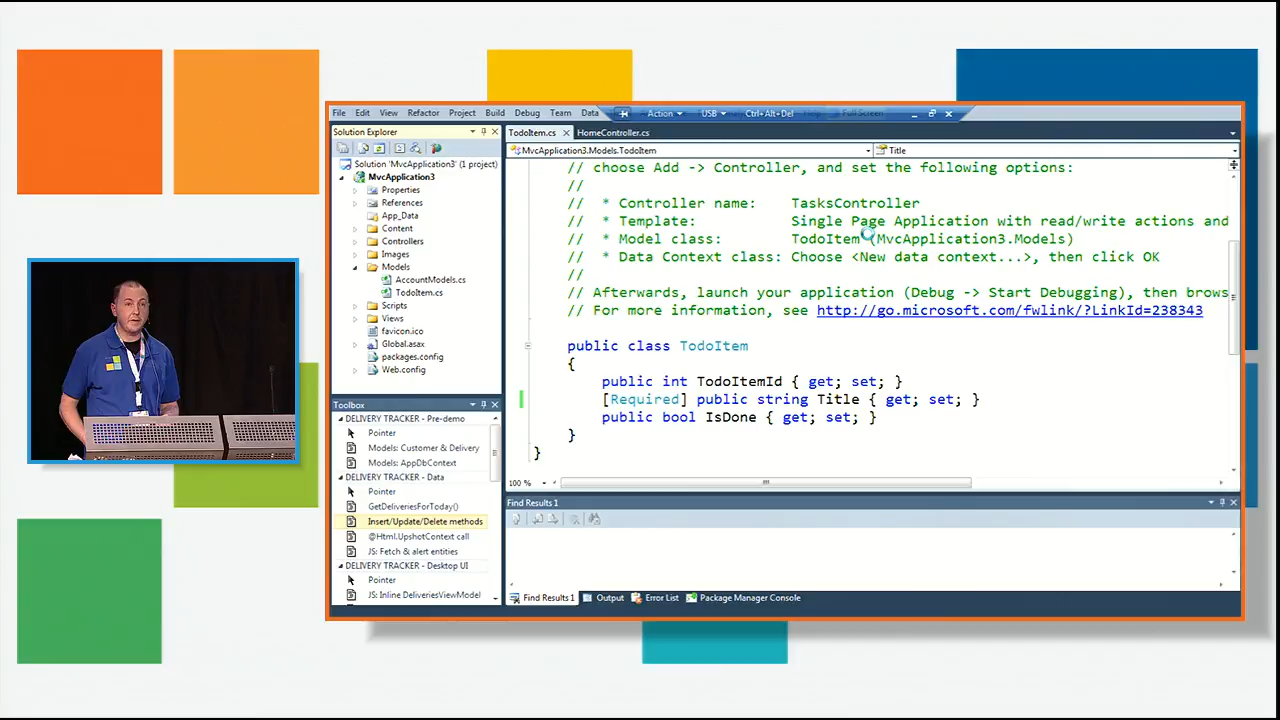 File Edit View Refactor Project Build Debug Team Data
Action USB Ctrl+Alt+Del Help Full Screen
Solution Explorer
Solution 'MvcApplication3' (1 project)
MvcApplication3
Properties
References
App_Data
Content
Controllers
Images
Models
AccountModels.cs
TodoItem.cs
Scripts
Views
favicon.ico
Global.asax
packages.config
Web.config
Toolbox
DELIVERY TRACKER - Pre-demo
Pointer
Models: Customer & Delivery
Models: AppDbContext
DELIVERY TRACKER - Data
Pointer
GetDeliveriesForToday()
Insert/Update/Delete methods
@Html.UpshotContext call
JS: Fetch & alert entities
DELIVERY TRACKER - Desktop UI
Pointer
JS: Inline DeliveriesViewModel
TodoItem.cs HomeController.cs
MvcApplication3.Models.TodoItem Title
// choose Add -> Controller, and set the following options:
//
// * Controller name: TasksController
// * Template: Single Page Application with read/write actions and
// * Model class: TodoItem (MvcApplication3.Models)
// * Data Context class: Choose <New data context...>, then click OK
//
// Afterwards, launch your application (Debug -> Start Debugging), then brows
// For more information, see http://go.microsoft.com/fwlink/?LinkId=238343
public class TodoItem
{
public int TodoItemId { get; set; }
[Required] public string Title { get; set; }
public bool IsDone { get; set; }
}
}
100 %
Find Results 1
Find Results 1 Output Error List Package Manager Console